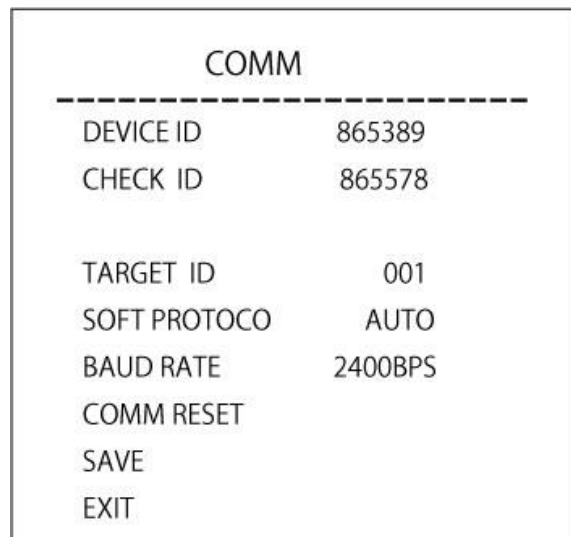 COMM
DEVICE ID 865389
CHECK ID 865578
TARGET ID 001
SOFT PROTOCO AUTO
BAUD RATE 2400BPS
COMM RESET
SAVE
EXIT